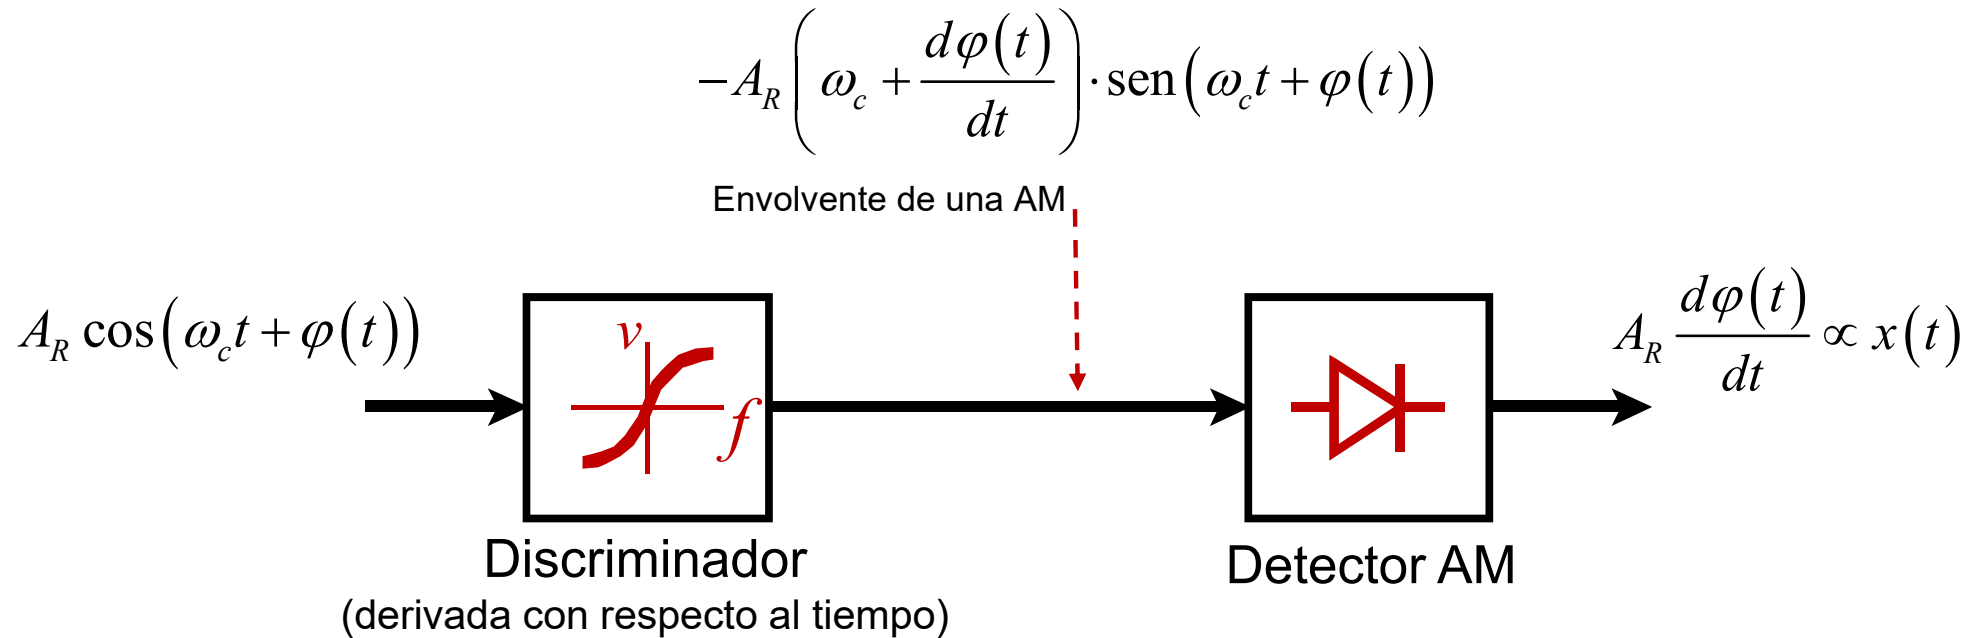 −A_R (ω_c + dφ(t)/dt) · sen(ω_c t + φ(t))
Envolvente de una AM
A_R cos(ω_c t + φ(t))
v
f
A_R dφ(t)/dt ∝ x(t)
Discriminador
(derivada con respecto al tiempo)
Detector AM